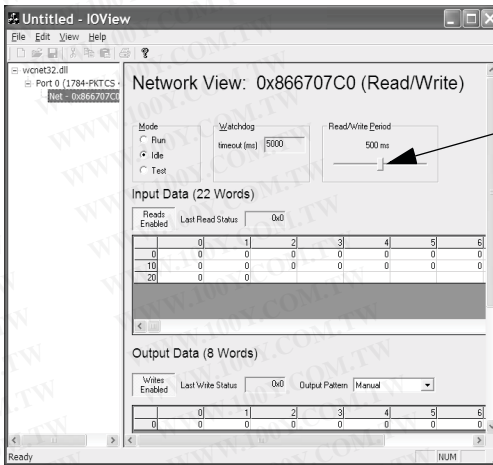 Untitled - IOView
File Edit View Help
wcnet32.dll
Port 0 (1784-PKTCS -
Net - 0x866707C0
Network View: 0x866707C0 (Read/Write)
Mode
Run
Idle
Test
Watchdog
timeout (ms) 5000
Read/Write Period
500 ms
Input Data (22 Words)
Reads Enabled Last Read Status 0x0
0 1 2 3 4 5 6
0 0 0 0 0 0 0 0
10 0 0 0 0 0 0 0
20 0 0
Output Data (8 Words)
Writes Enabled Last Write Status 0x0 Output Pattern Manual
0 1 2 3 4 5 6
0 0 0 0 0 0 0 0
Ready NUM
WWW.100Y.COM.TW